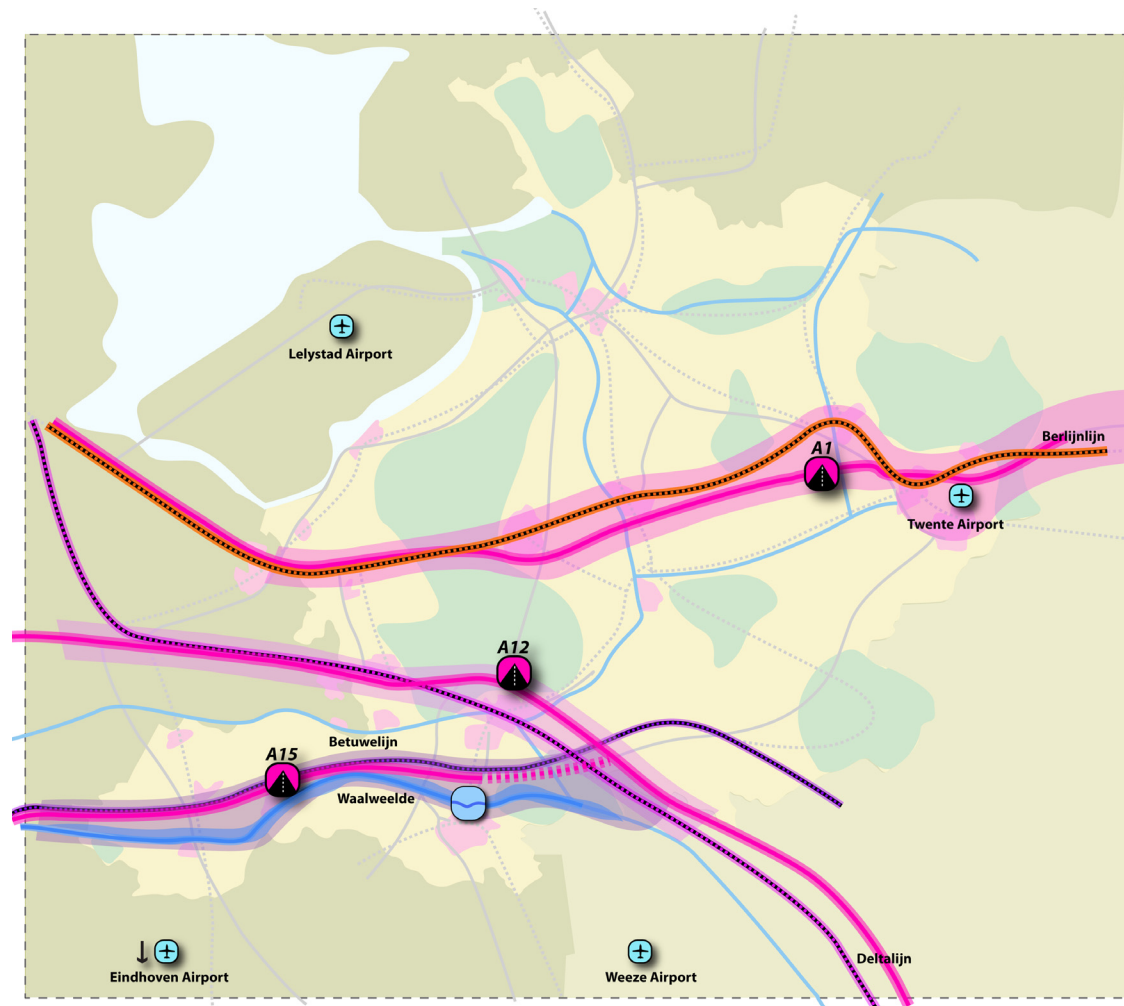 Lelystad Airport
A1
Berlijnlijn
Twente Airport
A12
Betuwelijn
A15
Waalweelde
Deltalijn
Eindhoven Airport
Weeze Airport